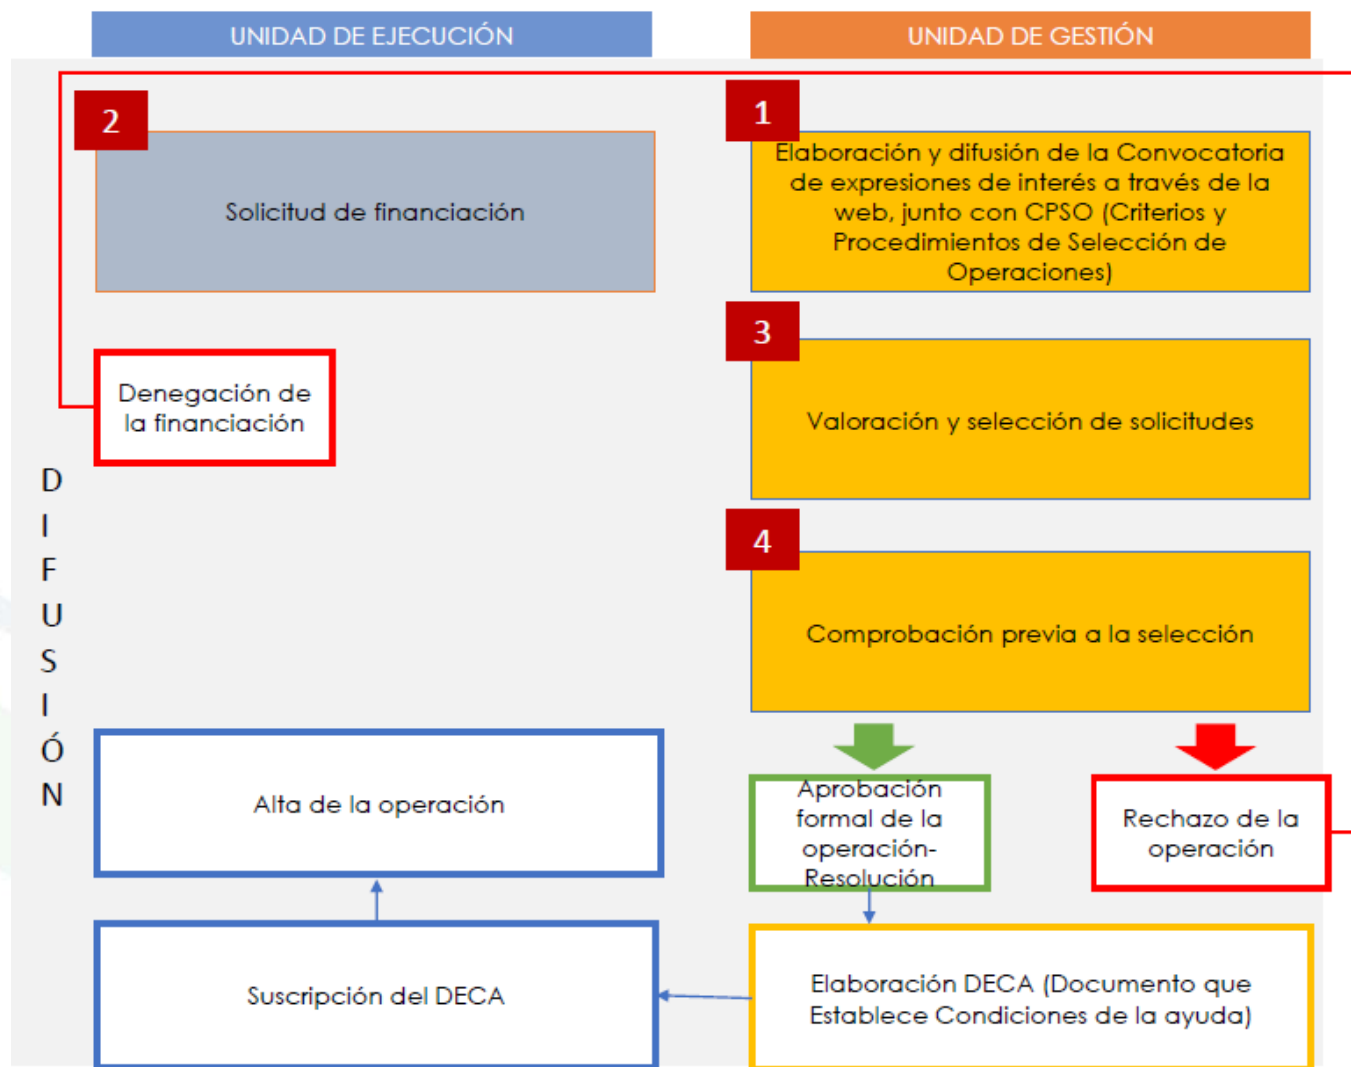 UNIDAD DE EJECUCIÓN
UNIDAD DE GESTIÓN
2
Solicitud de financiación
1
Elaboración y difusión de la Convocatoria
de expresiones de interés a través de la
web, junto con CPSO (Criterios y
Procedimientos de Selección de
Operaciones)
3
Valoración y selección de solicitudes
Denegación de
la financiación
D
I
F
U
S
I
Ó
N
4
Comprobación previa a la selección
Alta de la operación
Aprobación
formal de la
operación-
Resolución
Rechazo de la
operación
Suscripción del DECA
Elaboración DECA (Documento que
Establece Condiciones de la ayuda)